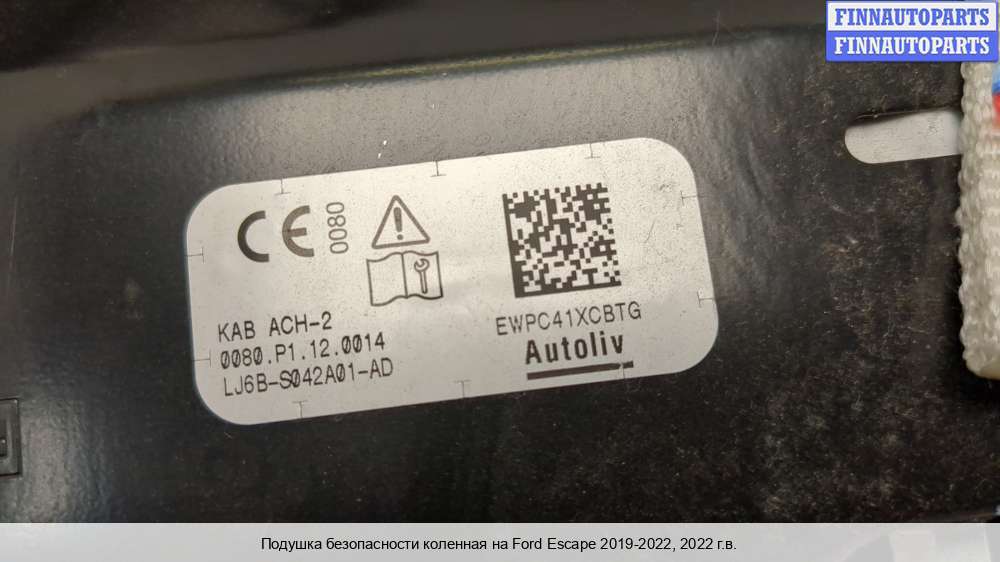 FINNAUTOPARTS
FINNAUTOPARTS
CE 0080
KAB ACH-2
0080.P1.12.0014
LJ6B-S042A01-AD
EWPC41XCBTG
Autoliv
Подушка безопасности коленная на Ford Escape 2019-2022, 2022 г.в.